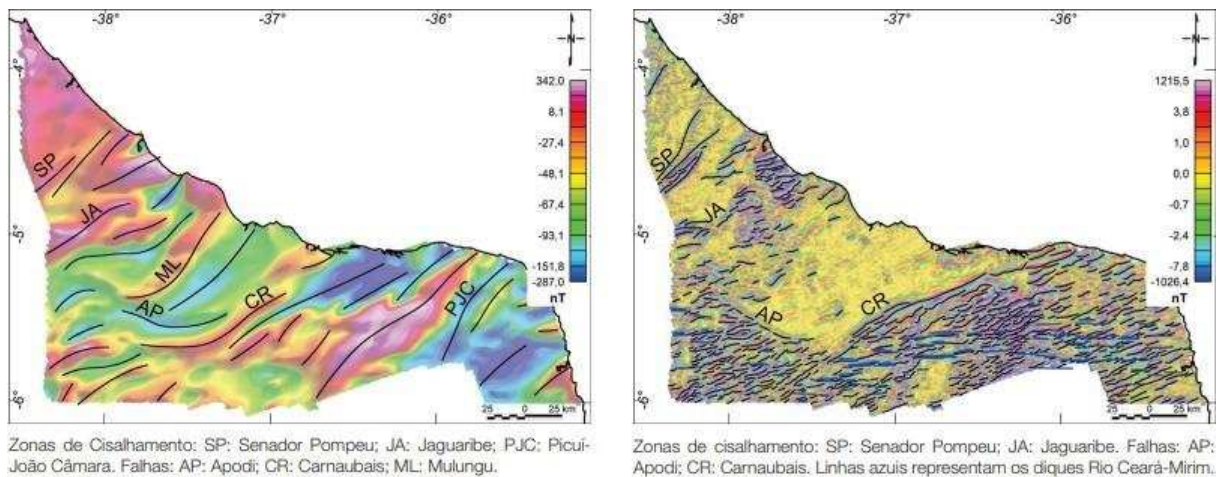 -38° -37° -36°
-4°
-5°
-6°
N
342,0
8,1
-27,4
-48,1
-67,4
-93,1
-151,8
-287,0
nT
SP
JA
ML
AP
CR
PJC
25 0 25 km
Zonas de Cisalhamento: SP: Senador Pompeu; JA: Jaguaribe; PJC: Picuí-
João Câmara. Falhas: AP: Apodi; CR: Carnaubais; ML: Mulungu.
-38° -37° -36°
-4°
-5°
-6°
N
1215,5
3,8
1,0
0,0
-0,7
-2,4
-7,8
-1026,4
nT
SP
JA
CR
AP
25 0 25 km
Zonas de cisalhamento: SP: Senador Pompeu; JA: Jaguaribe. Falhas: AP:
Apodi; CR: Carnaubais. Linhas azuis representam os diques Rio Ceará-Mirim.